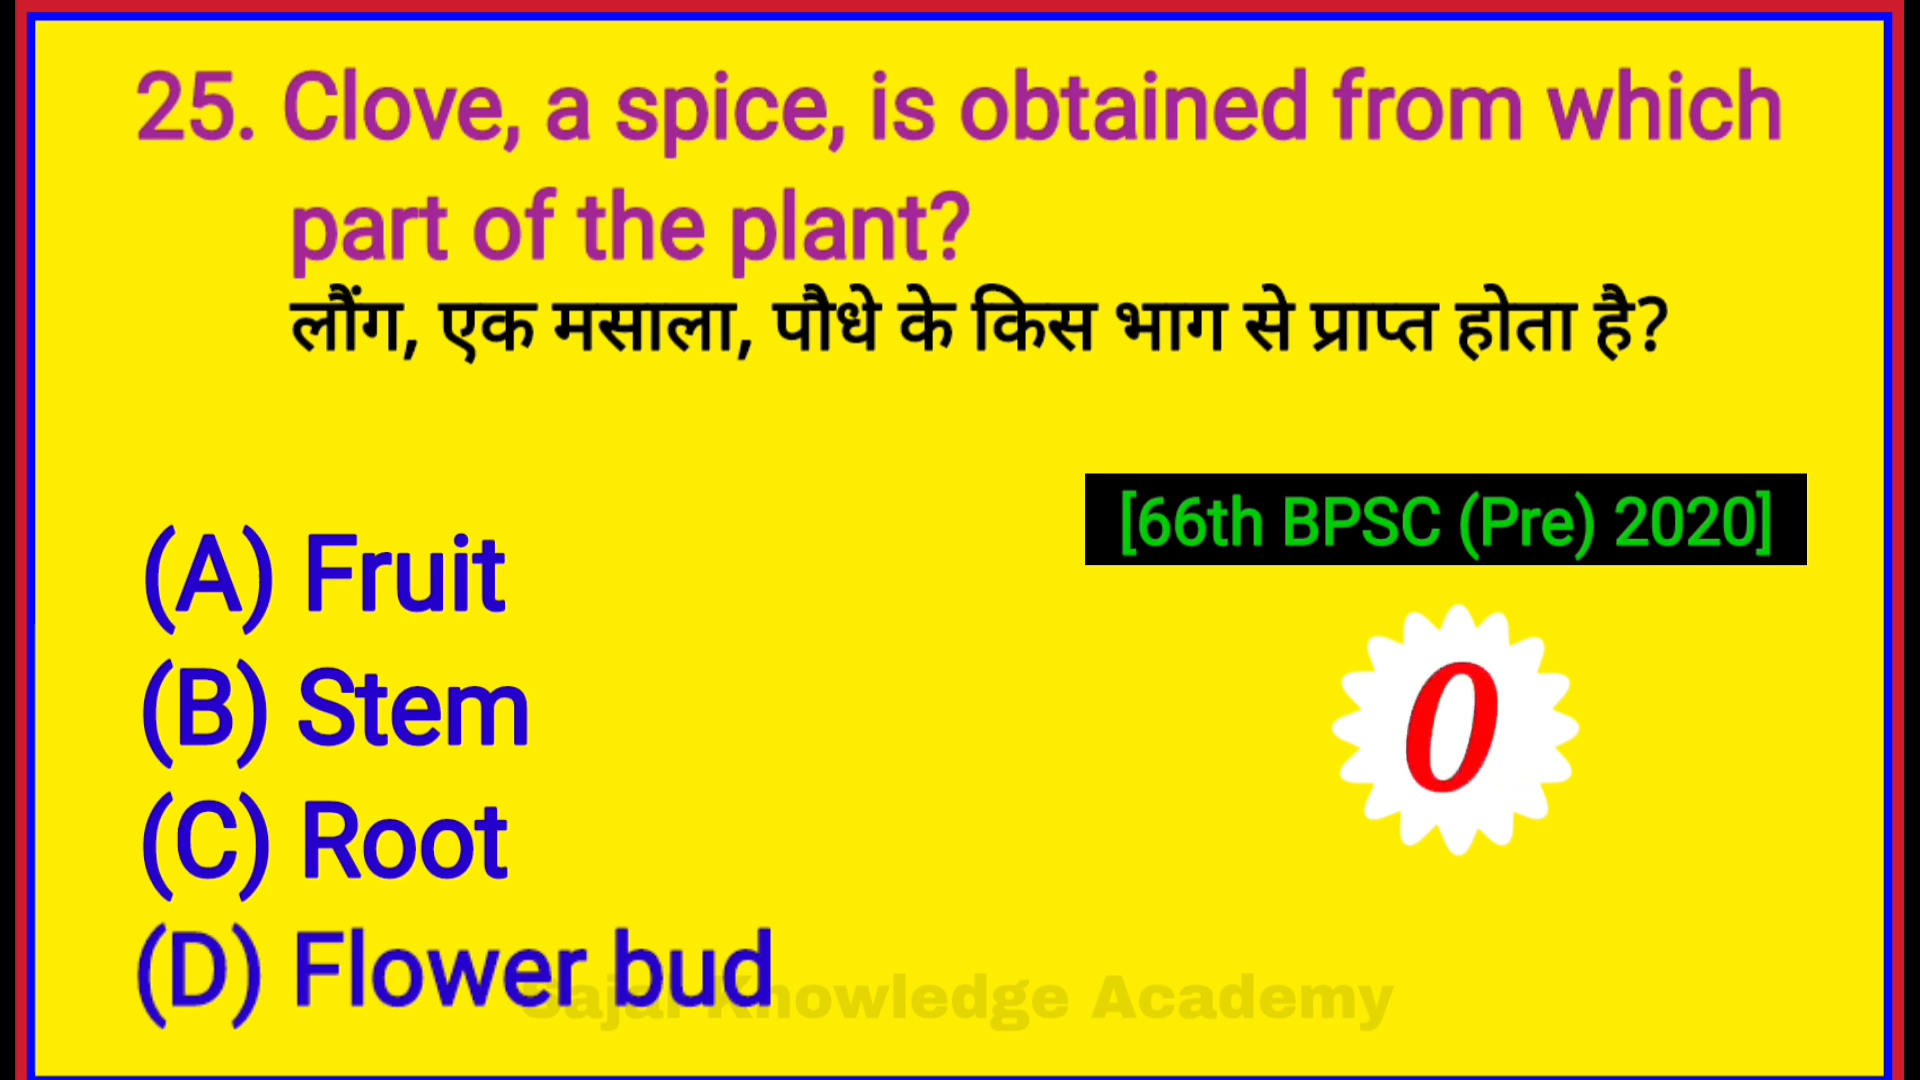 25. Clove, a spice, is obtained from which
part of the plant?
लौंग, एक मसाला, पौधे के किस भाग से प्राप्त होता है?
[66th BPSC (Pre) 2020]
(A) Fruit
(B) Stem
(C) Root
(D) Flower bud
0
Sajal Knowledge Academy